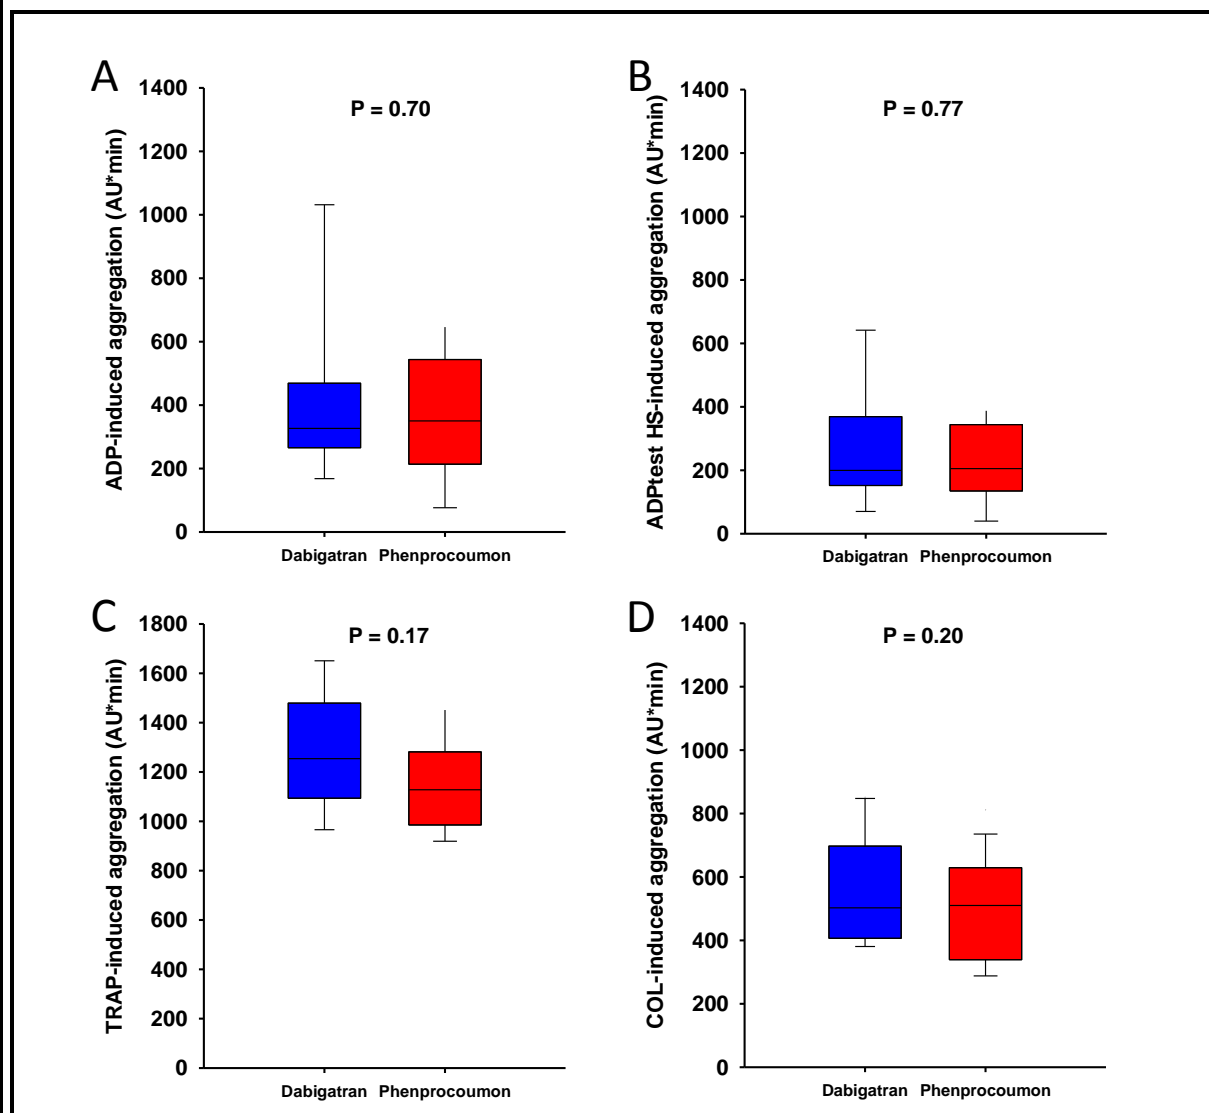 A
P = 0.70
ADP-induced aggregation (AU*min)
1400
1200
1000
800
600
400
200
0
Dabigatran Phenprocoumon
B
P = 0.77
ADPtest HS-induced aggregation (AU*min)
1400
1200
1000
800
600
400
200
0
Dabigatran Phenprocoumon
C
P = 0.17
TRAP-induced aggregation (AU*min)
1800
1600
1400
1200
1000
800
600
400
200
0
Dabigatran Phenprocoumon
D
P = 0.20
COL-induced aggregation (AU*min)
1400
1200
1000
800
600
400
200
0
Dabigatran Phenprocoumon